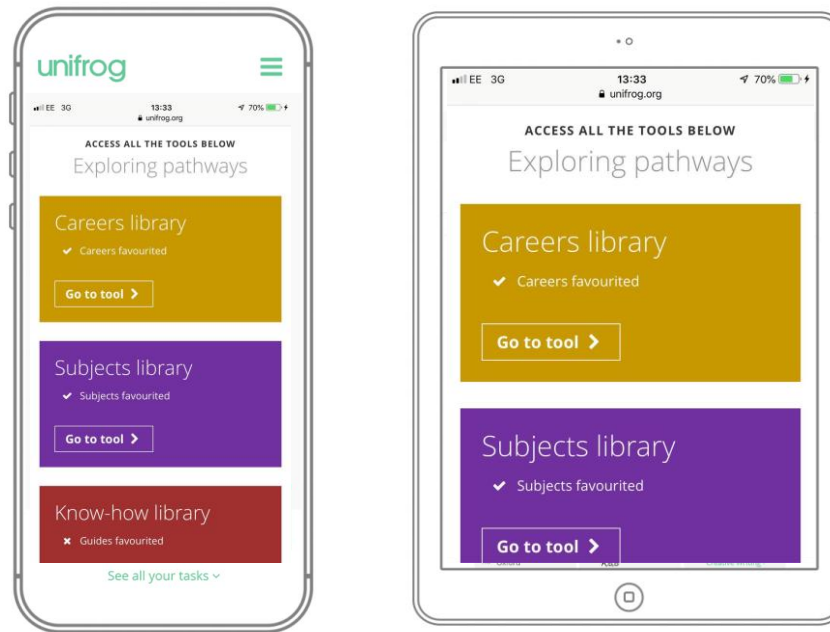 unifrog
EE 3G 13:33 70%
unifrog.org
ACCESS ALL THE TOOLS BELOW
Exploring pathways
Careers library
Careers favourited
Go to tool
Subjects library
Subjects favourited
Go to tool
Know-how library
Guides favourited
See all your tasks
EE 3G 13:33 70%
unifrog.org
ACCESS ALL THE TOOLS BELOW
Exploring pathways
Careers library
Careers favourited
Go to tool
Subjects library
Subjects favourited
Go to tool